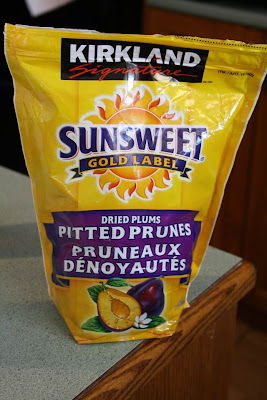 KIRKLAND
Signature
SUNSWEET
GOLD LABEL
DRIED PLUMS
PITTED PRUNES
PRUNEAUX
DÉNOYAUTÉS